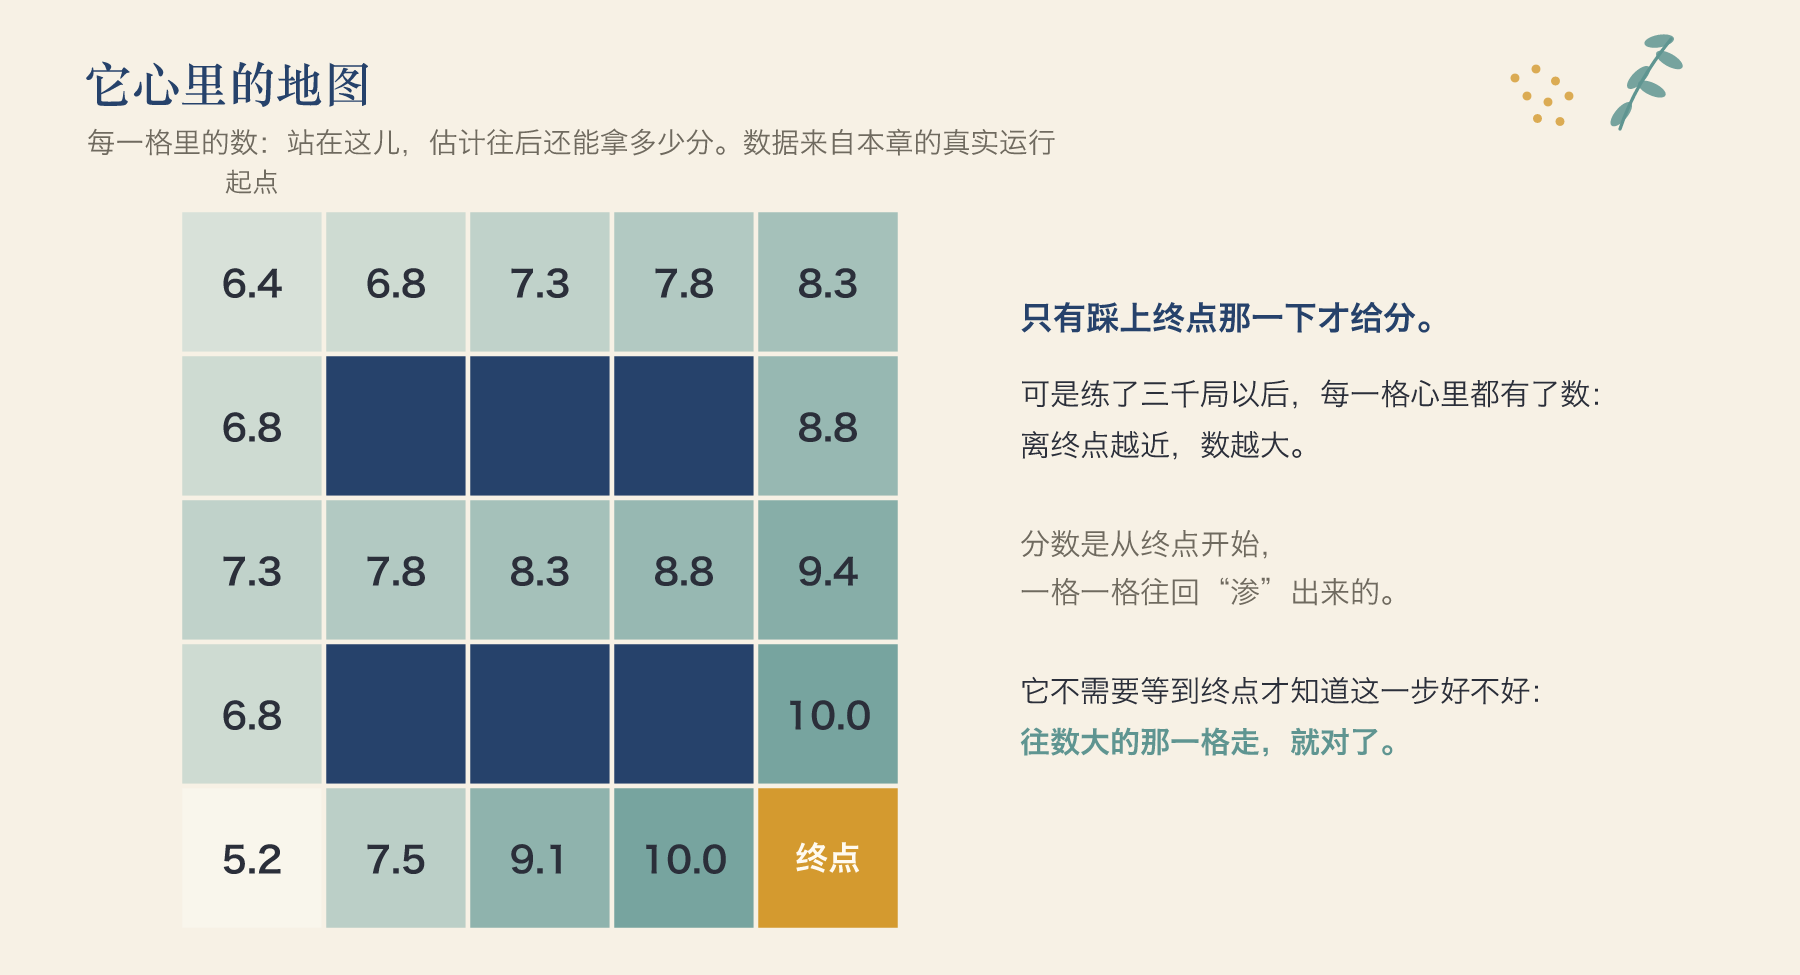 它心里的地图
每一格里的数：站在这儿，估计往后还能拿多少分。数据来自本章的真实运行
起点
6.4 6.8 7.3 7.8 8.3
6.8 8.8
7.3 7.8 8.3 8.8 9.4
6.8 10.0
5.2 7.5 9.1 10.0 终点
只有踩上终点那一下才给分。
可是练了三千局以后，每一格心里都有了数：
离终点越近，数越大。
分数是从终点开始，
一格一格往回“渗”出来的。
它不需要等到终点才知道这一步好不好：
往数大的那一格走，就对了。